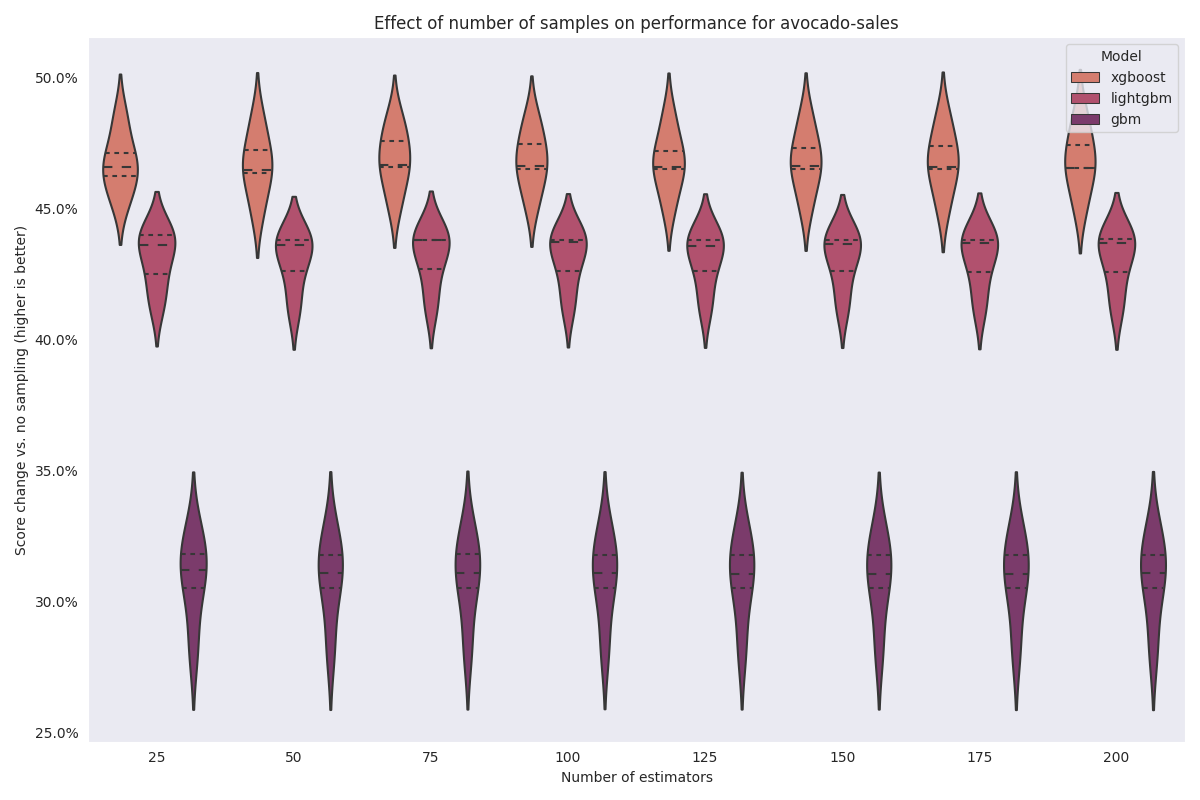 Effect of number of samples on performance for avocado-sales
Model
xgboost
lightgbm
gbm
Score change vs. no sampling (higher is better)
50.0%
45.0%
40.0%
35.0%
30.0%
25.0%
25 50 75 100 125 150 175 200
Number of estimators